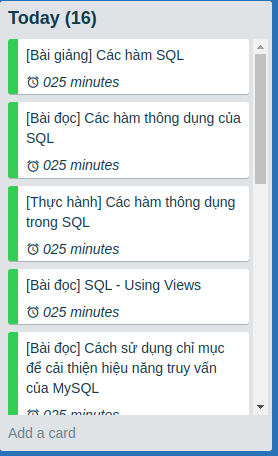 Today (16)
[Bài giảng] Các hàm SQL
025 minutes
[Bài đọc] Các hàm thông dụng của
SQL
025 minutes
[Thực hành] Các hàm thông dụng
trong SQL
025 minutes
[Bài đọc] SQL - Using Views
025 minutes
[Bài đọc] Cách sử dụng chỉ mục
để cải thiện hiệu năng truy vấn
của MySQL
025 minutes
Add a card